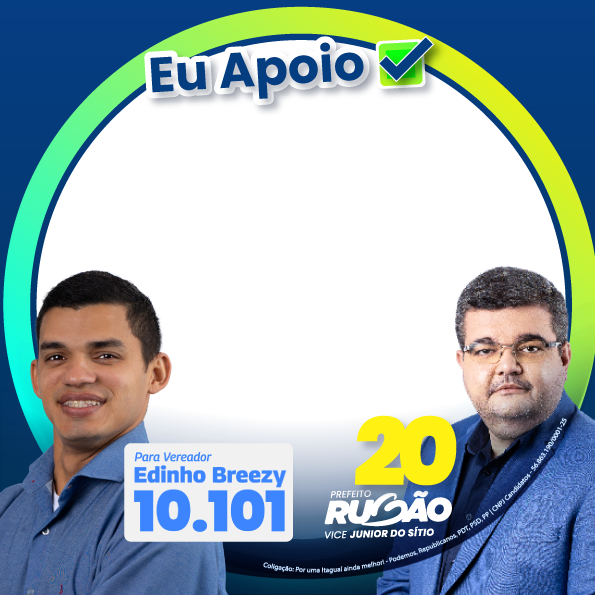 Eu Apoio
Para Vereador
Edinho Breezy
10.101
20
PREFEITO
RUBÃO
VICE JUNIOR DO SÍTIO
Coligação: Por uma Itaguaí ainda melhor! - Podemos, Republicanos, PDT, PSD, PP | CNPJ Candidatos - 56.663.190/0001-25